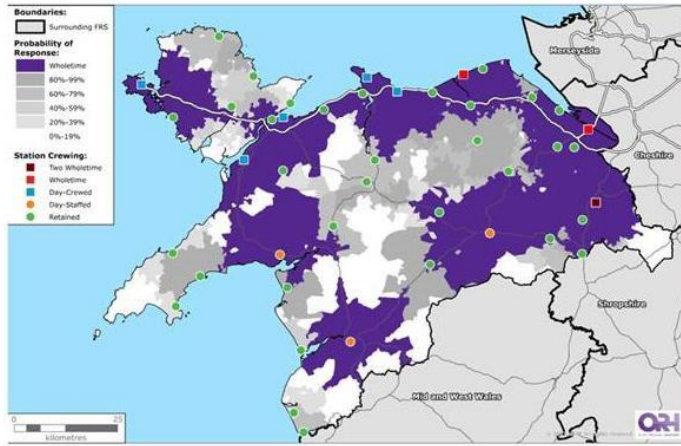 Boundaries:
Surrounding FRS
Probability of
Response:
Wholetime
80%-99%
60%-79%
40%-59%
20%-39%
0%-19%
Station Crewing:
Two Wholetime
Wholetime
Day-Crewed
Day-Staffed
Retained
Merseyside
Cheshire
Shropshire
Mid and West Wales
0
25
kilometres
ORH